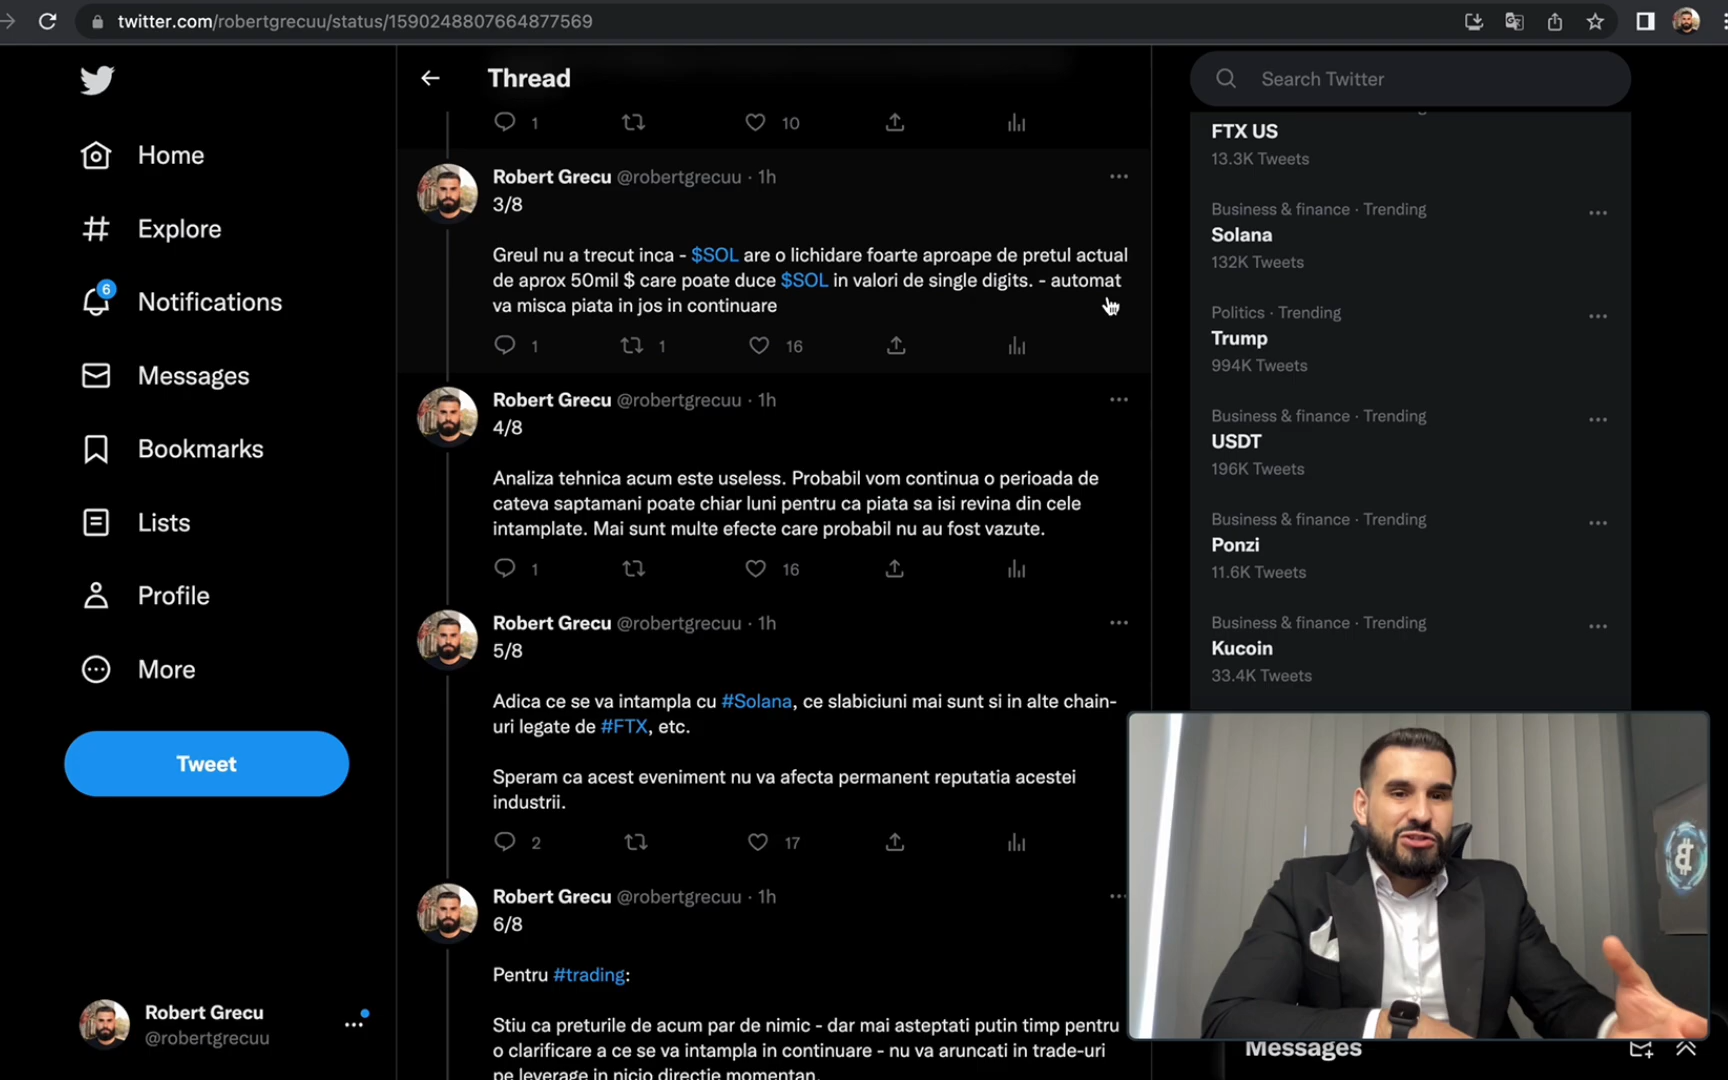 twitter.com/robertgrecuu/status/1590248807664877569
Home
Explore
6
Notifications
Messages
Bookmarks
Lists
Profile
More
Tweet
Robert Grecu
@robertgrecuu
Thread
1
10
Robert Grecu @robertgrecuu · 1h
3/8
Greul nu a trecut inca - $SOL are o lichidare foarte aproape de pretul actual
de aprox 50mil $ care poate duce $SOL in valori de single digits. - automat
va misca piata in jos in continuare
1 1 16
Robert Grecu @robertgrecuu · 1h
4/8
Analiza tehnica acum este useless. Probabil vom continua o perioada de
cateva saptamani poate chiar luni pentru ca piata sa isi revina din cele
intamplate. Mai sunt multe efecte care probabil nu au fost vazute.
1 16
Robert Grecu @robertgrecuu · 1h
5/8
Adica ce se va intampla cu #Solana, ce slabiciuni mai sunt si in alte chain-
uri legate de #FTX, etc.
Speram ca acest eveniment nu va afecta permanent reputatia acestei
industrii.
2 17
Robert Grecu @robertgrecuu · 1h
6/8
Pentru #trading:
Stiu ca preturile de acum par de nimic - dar mai asteptati putin timp pentru
o clarificare a ce se va intampla in continuare - nu va aruncati in trade-uri
pe leverage in nicio directie momentan.
Search Twitter
FTX US
13.3K Tweets
Business & finance · Trending
Solana
132K Tweets
Politics · Trending
Trump
994K Tweets
Business & finance · Trending
USDT
196K Tweets
Business & finance · Trending
Ponzi
11.6K Tweets
Business & finance · Trending
Kucoin
33.4K Tweets
Messages